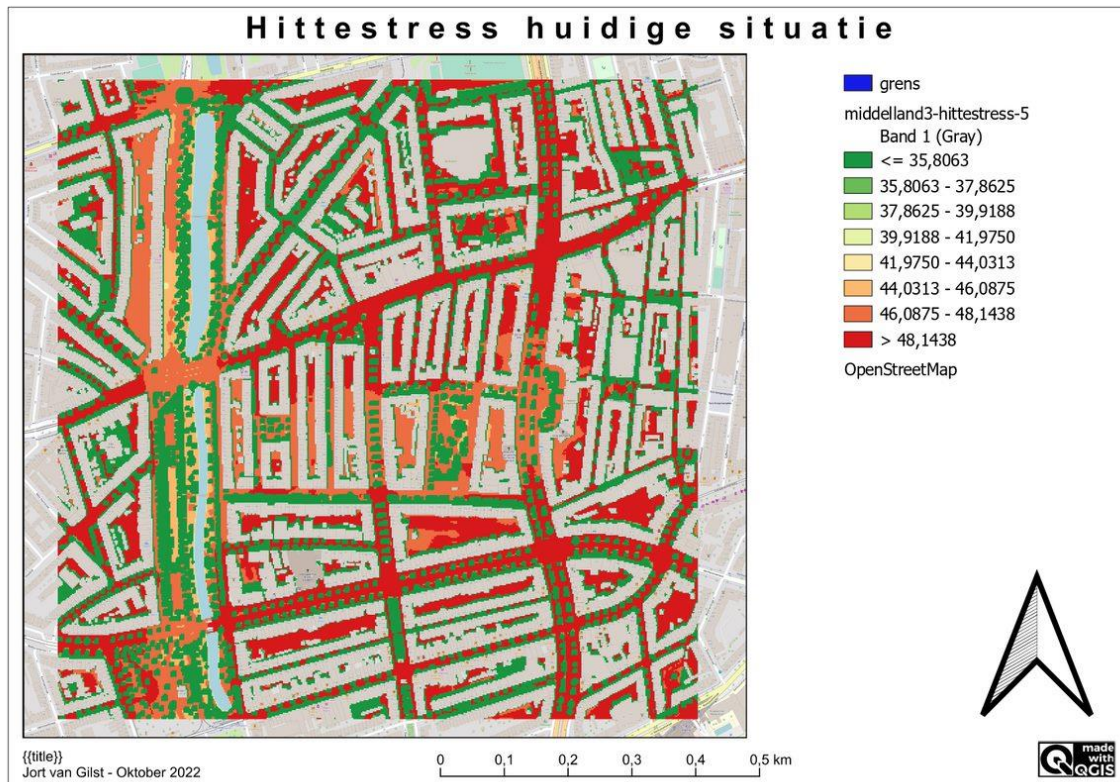 Hittestress huidige situatie
grens
middelland3-hittestress-5
Band 1 (Gray)
<= 35,8063
35,8063 - 37,8625
37,8625 - 39,9188
39,9188 - 41,9750
41,9750 - 44,0313
44,0313 - 46,0875
46,0875 - 48,1438
> 48,1438
OpenStreetMap
{{title}}
Jort van Gilst - Oktober 2022
0 0,1 0,2 0,3 0,4 0,5 km
made
with
QGIS